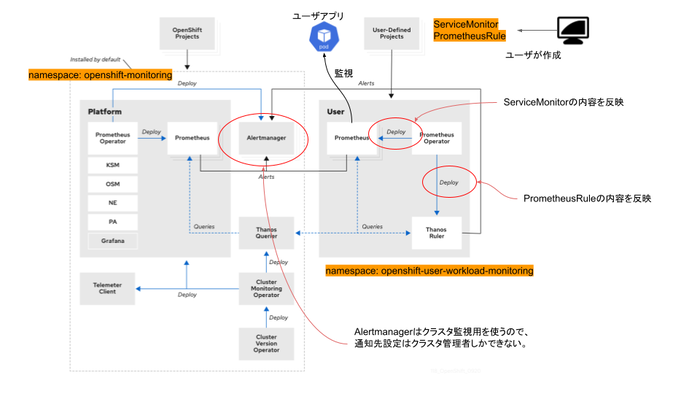 ユーザアプリ
ServiceMonitor
PrometheusRule
OpenShift
Projects
pod
User-Defined
Projects
ユーザが作成
Installed by default
監視
namespace: openshift-monitoring
Deploy
Alerts
ServiceMonitorの内容を反映
Platform
User
Prometheus
Operator
Deploy
Prometheus
Alertmanager
Prometheus
Deploy
Prometheus
Operator
KSM
OSM
NE
PA
Grafana
Alerts
Deploy
PrometheusRuleの内容を反映
Queries
Thanos
Querier
Queries
Thanos
Ruler
Deploy
namespace: openshift-user-workload-monitoring
Telemeter
Client
Deploy
Cluster
Monitoring
Operator
Deploy
Cluster
Version
Operator
Alertmanagerはクラスタ監視用を使うので、
通知先設定はクラスタ管理者しかできない。